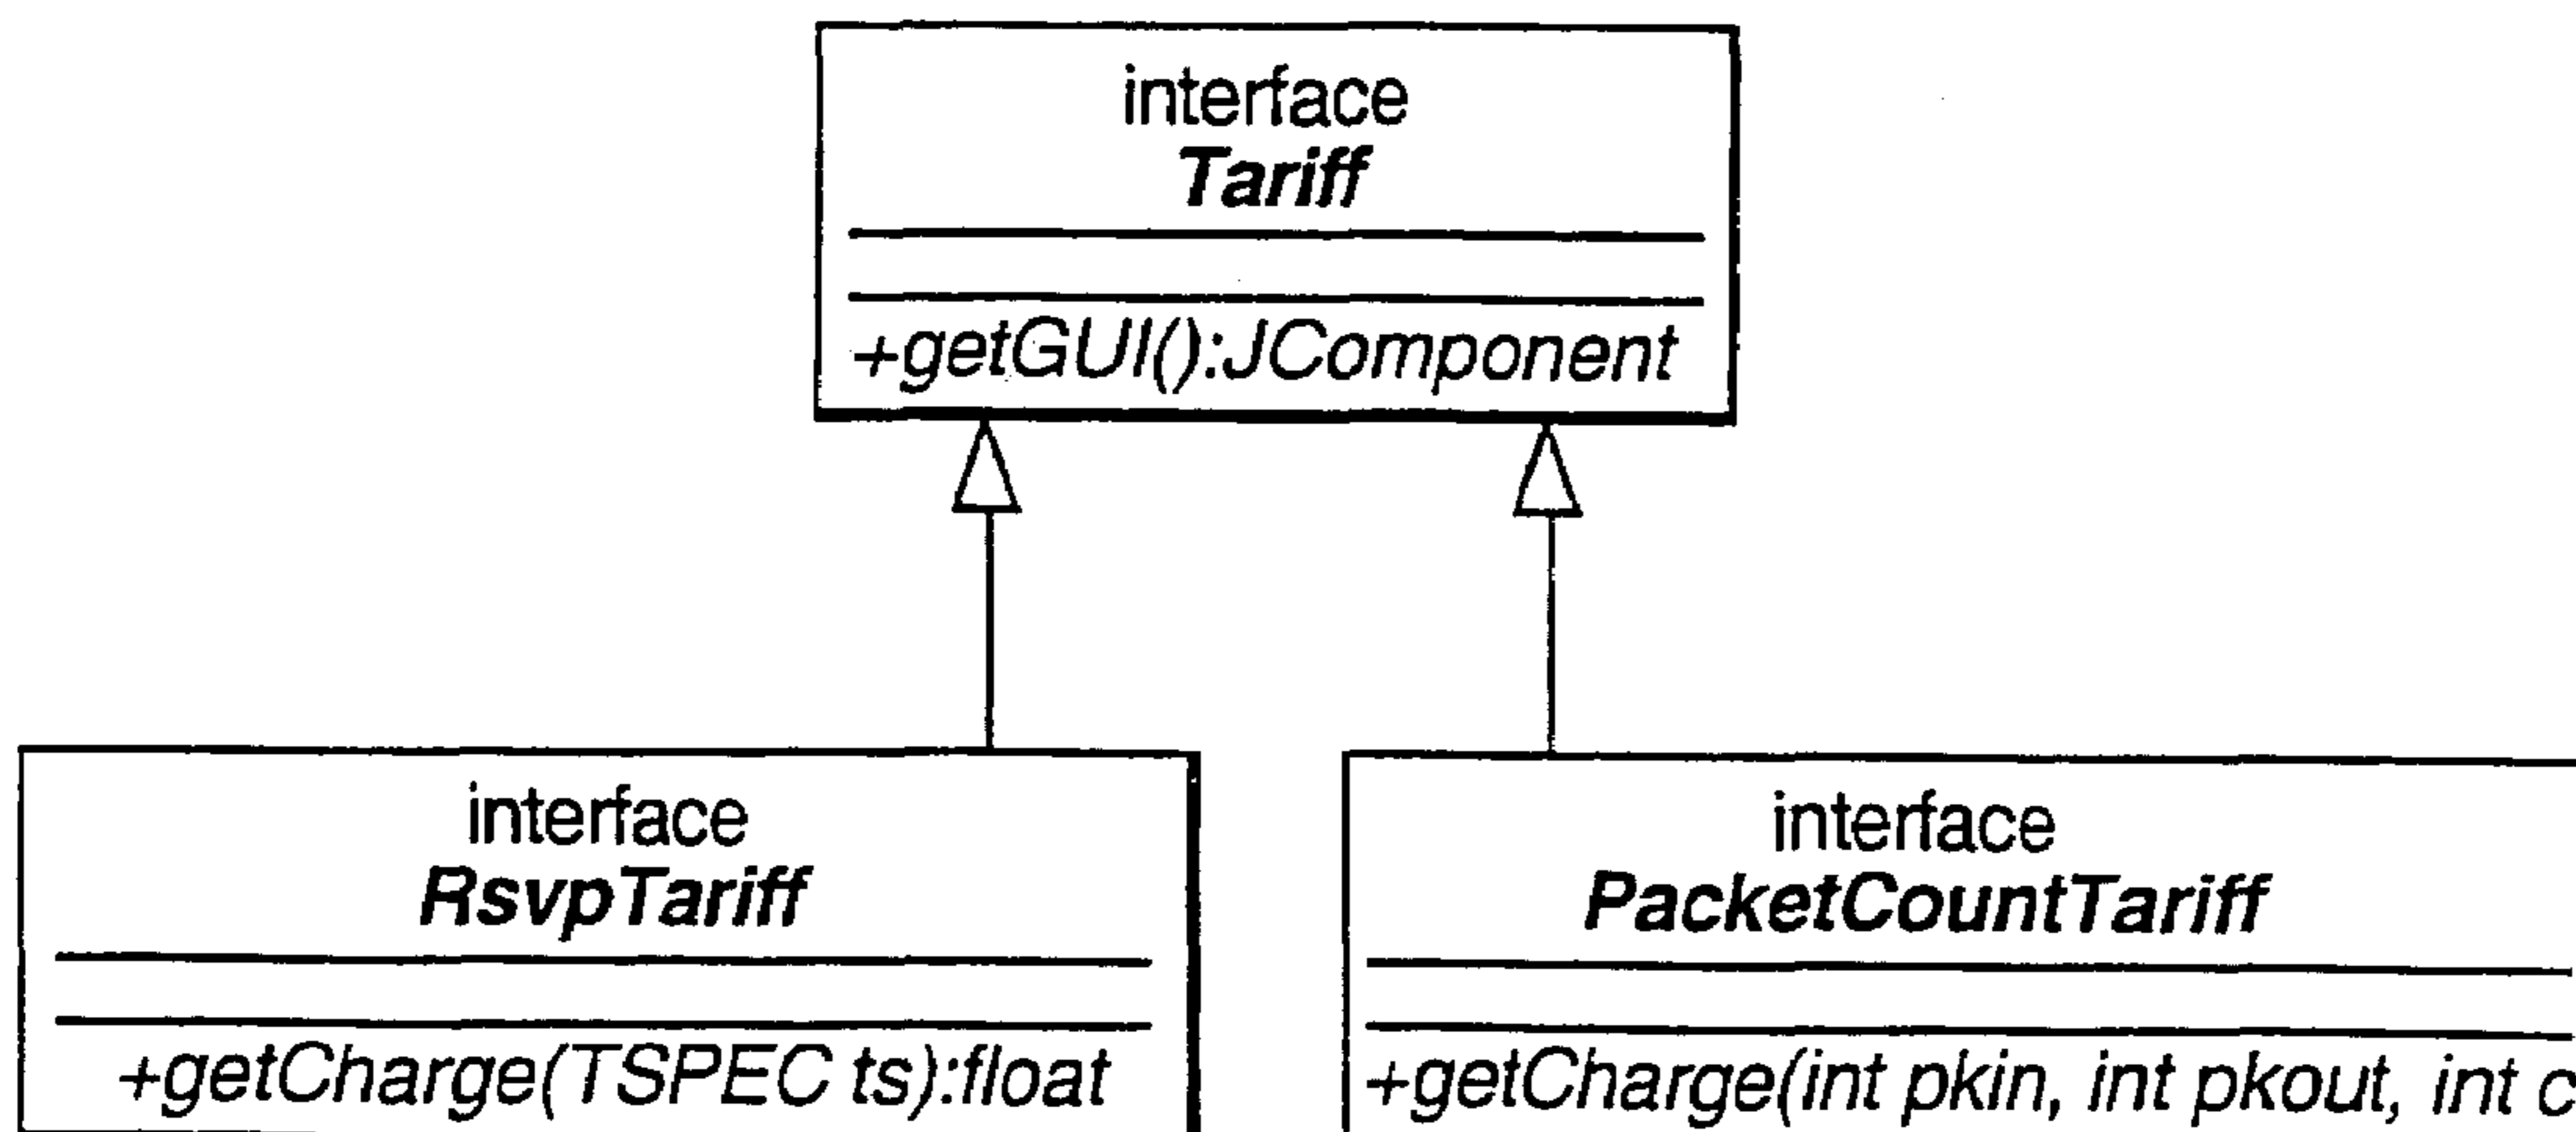 interface
Tariff
+getGUI():JComponent
interface
RsvpTariff
+getCharge(TSPEC ts):float
interface
PacketCountTariff
+getCharge(int pkin, int pkout, int c